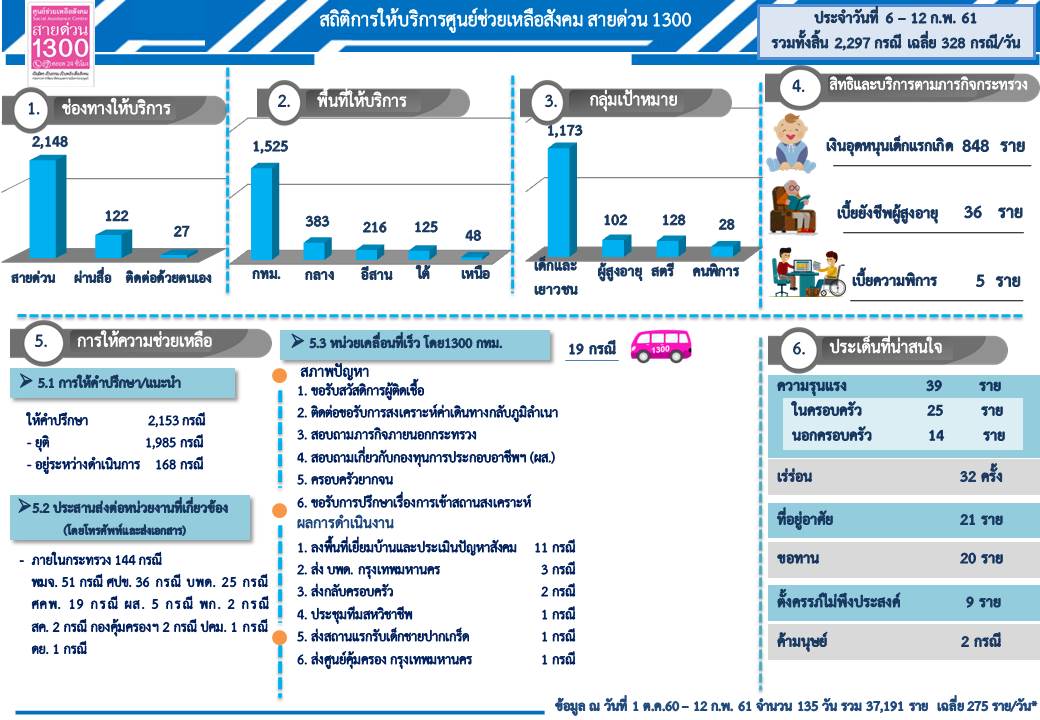 ศูนย์ช่วยเหลือสังคม
Social Assistance Center
สายด่วน
1300
ตลอด 24 ชั่วโมง
สถิติการให้บริการศูนย์ช่วยเหลือสังคม สายด่วน 1300
ประจำวันที่ 6 – 12 ก.พ. 61
รวมทั้งสิ้น 2,297 กรณี เฉลี่ย 328 กรณี/วัน
1. ช่องทางให้บริการ
2,148
122
27
สายด่วน ผ่านสื่อ ติดต่อด้วยตนเอง
2. พื้นที่ให้บริการ
1,525
383
216
125
48
กทม. กลาง อีสาน ใต้ เหนือ
3. กลุ่มเป้าหมาย
1,173
102
128
28
เด็กและ ผู้สูงอายุ สตรี คนพิการ
เยาวชน
4. สิทธิและบริการตามภารกิจกระทรวง
เงินอุดหนุนเด็กแรกเกิด 848 ราย
เบี้ยยังชีพผู้สูงอายุ 36 ราย
เบี้ยความพิการ 5 ราย
5. การให้ความช่วยเหลือ
5.1 การให้คำปรึกษา/แนะนำ
ให้คำปรึกษา 2,153 กรณี
- ยุติ 1,985 กรณี
- อยู่ระหว่างดำเนินการ 168 กรณี
5.2 ประสานส่งต่อหน่วยงานที่เกี่ยวข้อง
(โดยโทรศัพท์และส่งเอกสาร)
- ภายในกระทรวง 144 กรณี
พมจ. 51 กรณี ศปช. 36 กรณี บพด. 25 กรณี
ศคพ. 19 กรณี ผส. 5 กรณี พก. 2 กรณี
สค. 2 กรณี กองคุ้มครองฯ 2 กรณี ปคม. 1 กรณี
ดย. 1 กรณี
5.3 หน่วยเคลื่อนที่เร็ว โดย1300 กทม.
19 กรณี
1300
สภาพปัญหา
1. ขอรับสวัสดิการผู้ติดเชื้อ
2. ติดต่อขอรับการสงเคราะห์ค่าเดินทางกลับภูมิลำเนา
3. สอบถามภารกิจภายนอกกระทรวง
4. สอบถามเกี่ยวกับกองทุนการประกอบอาชีพฯ (ผส.)
5. ครอบครัวยากจน
6. ขอรับการปรึกษาเรื่องการเข้าสถานสงเคราะห์
ผลการดำเนินงาน
1. ลงพื้นที่เยี่ยมบ้านและประเมินปัญหาสังคม 11 กรณี
2. ส่ง บพด. กรุงเทพมหานคร 3 กรณี
3. ส่งกลับครอบครัว 2 กรณี
4. ประชุมทีมสหวิชาชีพ 1 กรณี
5. ส่งสถานแรกรับเด็กชายปากเกร็ด 1 กรณี
6. ส่งศูนย์คุ้มครอง กรุงเทพมหานคร 1 กรณี
6. ประเด็นที่น่าสนใจ
ความรุนแรง 39 ราย
ในครอบครัว 25 ราย
นอกครอบครัว 14 ราย
เร่ร่อน 32 ครั้ง
ที่อยู่อาศัย 21 ราย
ขอทาน 20 ราย
ตั้งครรภ์ไม่พึงประสงค์ 9 ราย
ค้ามนุษย์ 2 กรณี
ข้อมูล ณ วันที่ 1 ต.ค.60 – 12 ก.พ. 61 จำนวน 135 วัน รวม 37,191 ราย เฉลี่ย 275 ราย/วัน*